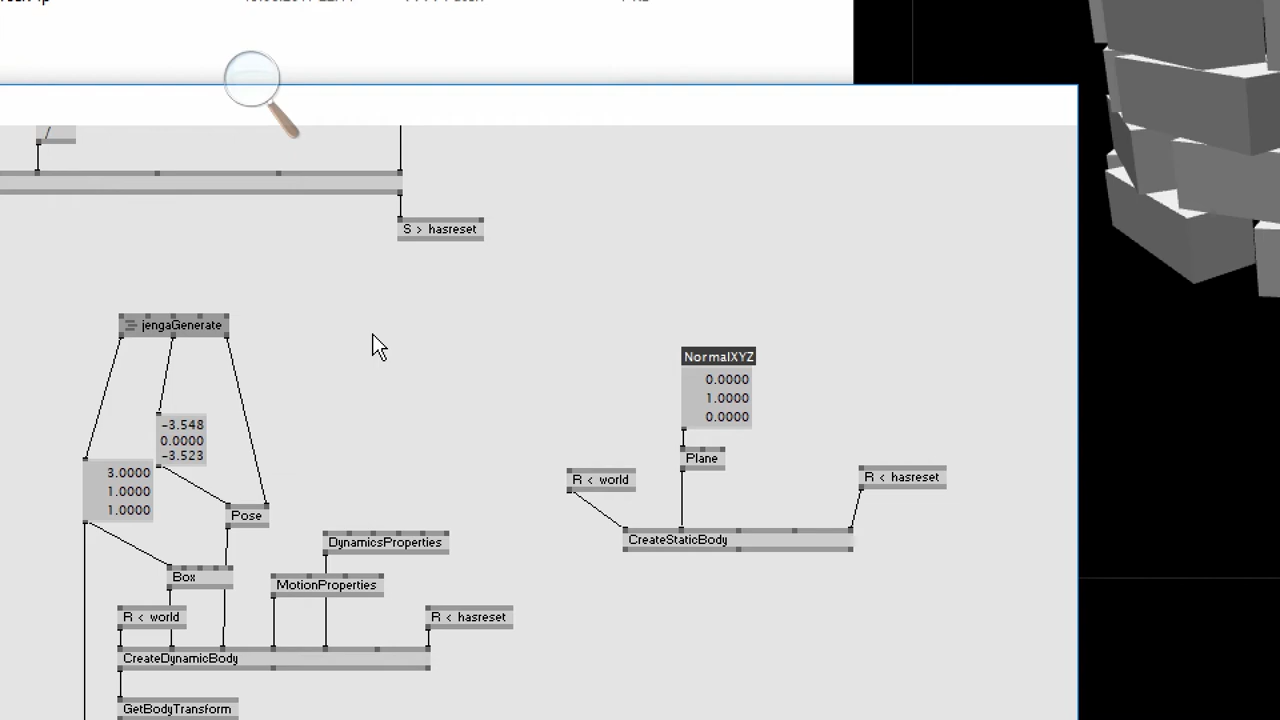 /
S > hasreset
jengaGenerate
NormalXYZ
0.0000
1.0000
0.0000
-3.548
0.0000
-3.523
3.0000
1.0000
1.0000
Plane
R < world
R < hasreset
Pose
CreateStaticBody
DynamicsProperties
Box
MotionProperties
R < world
R < hasreset
CreateDynamicBody
GetBodyTransform